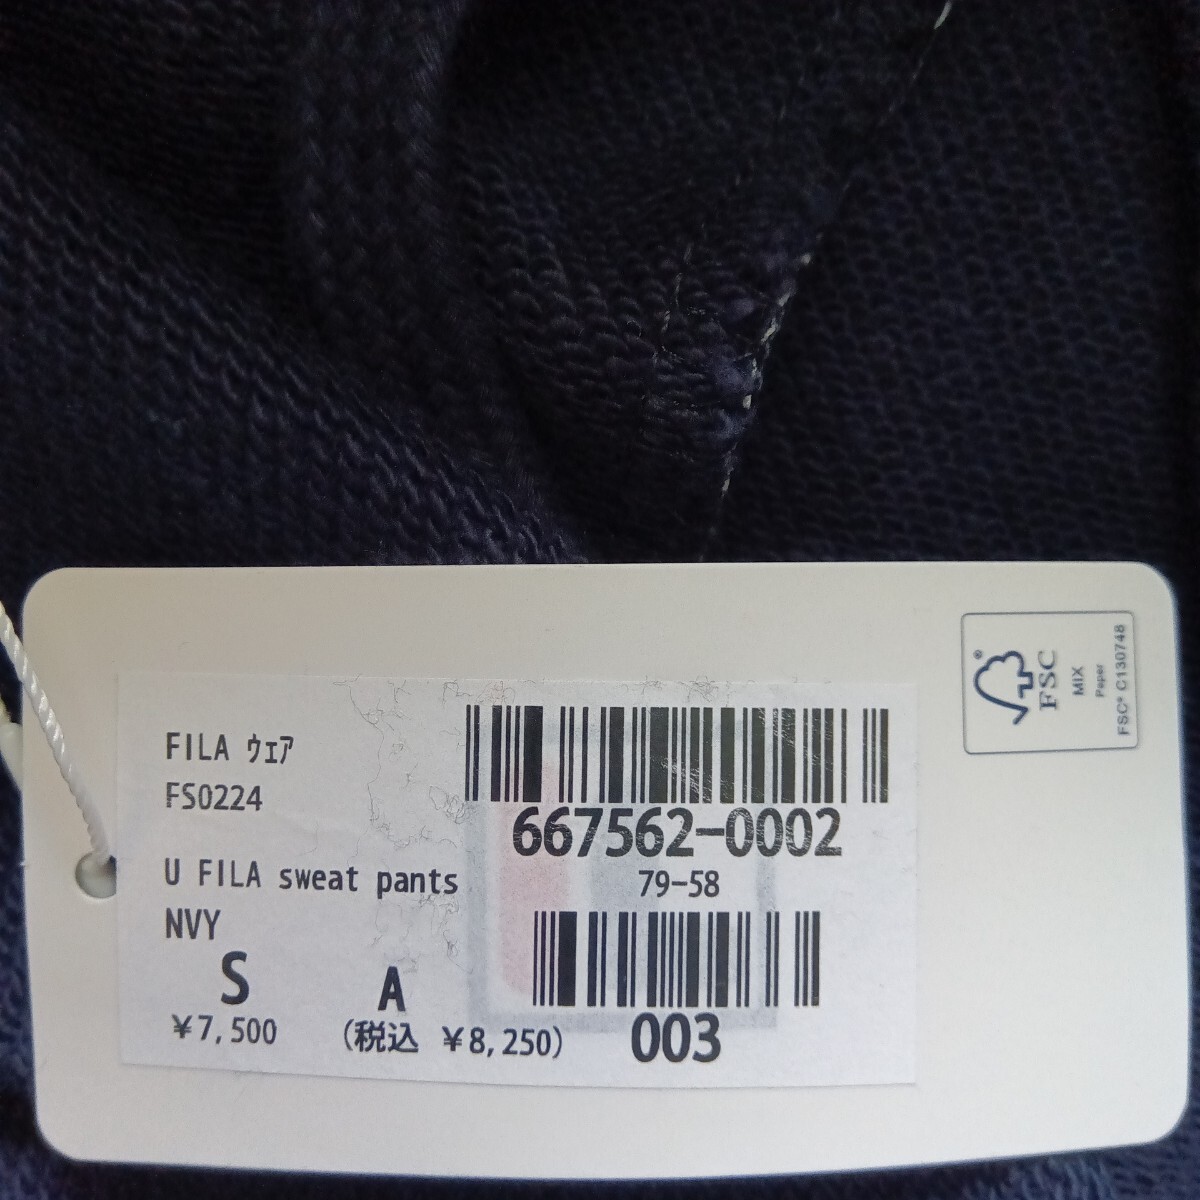 FILA ウェア
FS0224
U FILA sweat pants
NVY
S A
¥7,500 (税込 ¥8,250)
667562-0002
79-58
003
FSC®
MIX
Paper
FSC® C130748